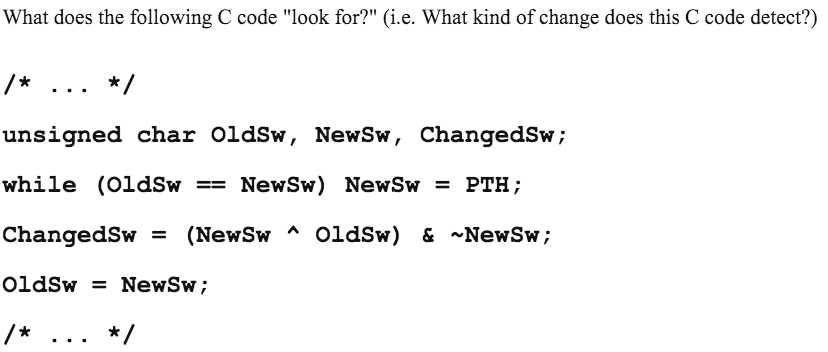 What does the following C code "look for?" (i.e. What kind of change does this C code detect?)
/* ... */
unsigned char OldSw, NewSw, ChangedSw;
while (OldSw == NewSw) NewSw = PTH;
ChangedSw = (NewSw ^ OldSw) & ~NewSw;
OldSw = NewSw;
/* ... */